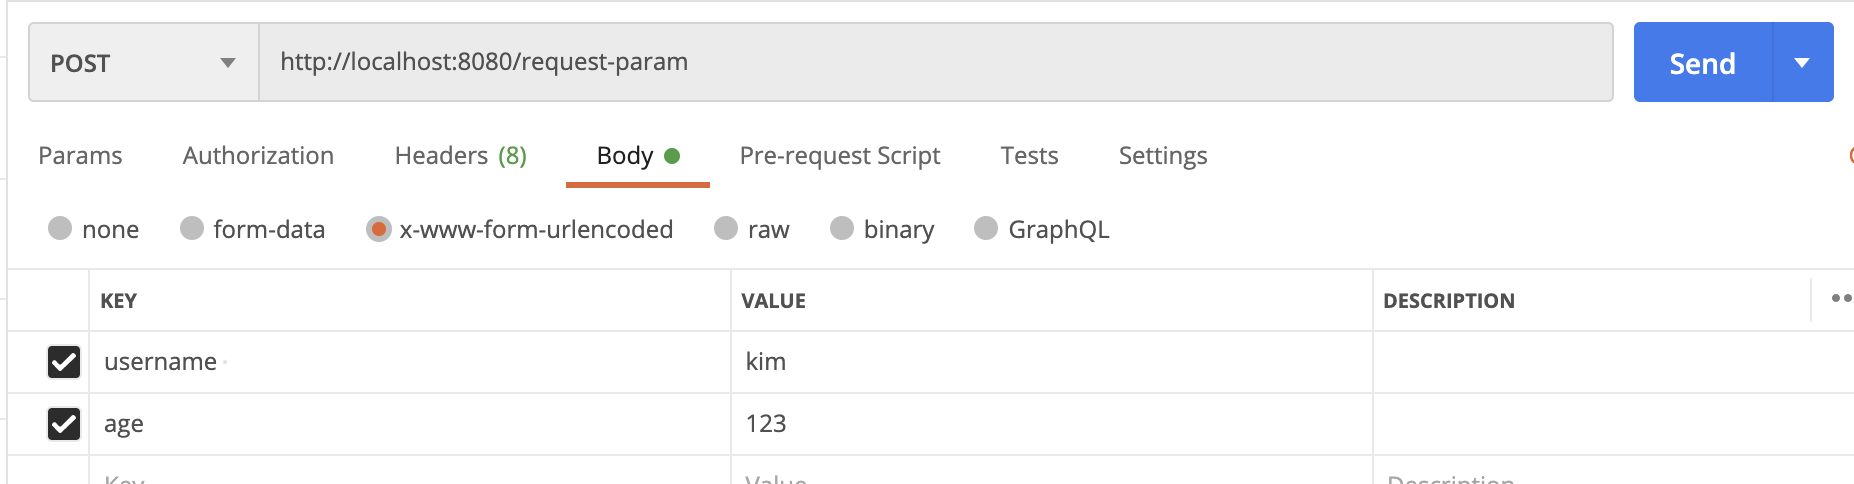 POST http://localhost:8080/request-param Send
Params Authorization Headers (8) Body Pre-request Script Tests Settings
none form-data x-www-form-urlencoded raw binary GraphQL
KEY VALUE DESCRIPTION
username kim
age 123
Key Value Description